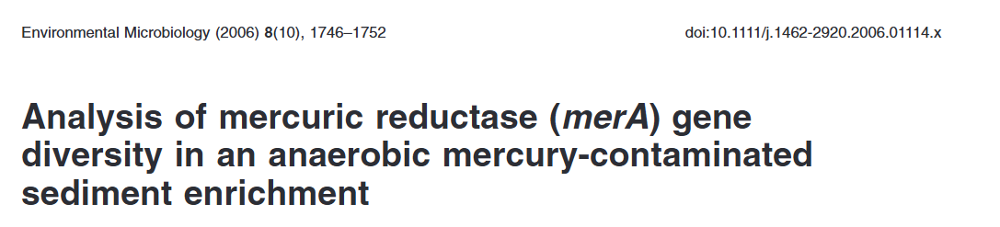 Environmental Microbiology (2006) 8(10), 1746–1752 doi:10.1111/j.1462-2920.2006.01114.x
Analysis of mercuric reductase (merA) gene
diversity in an anaerobic mercury-contaminated
sediment enrichment